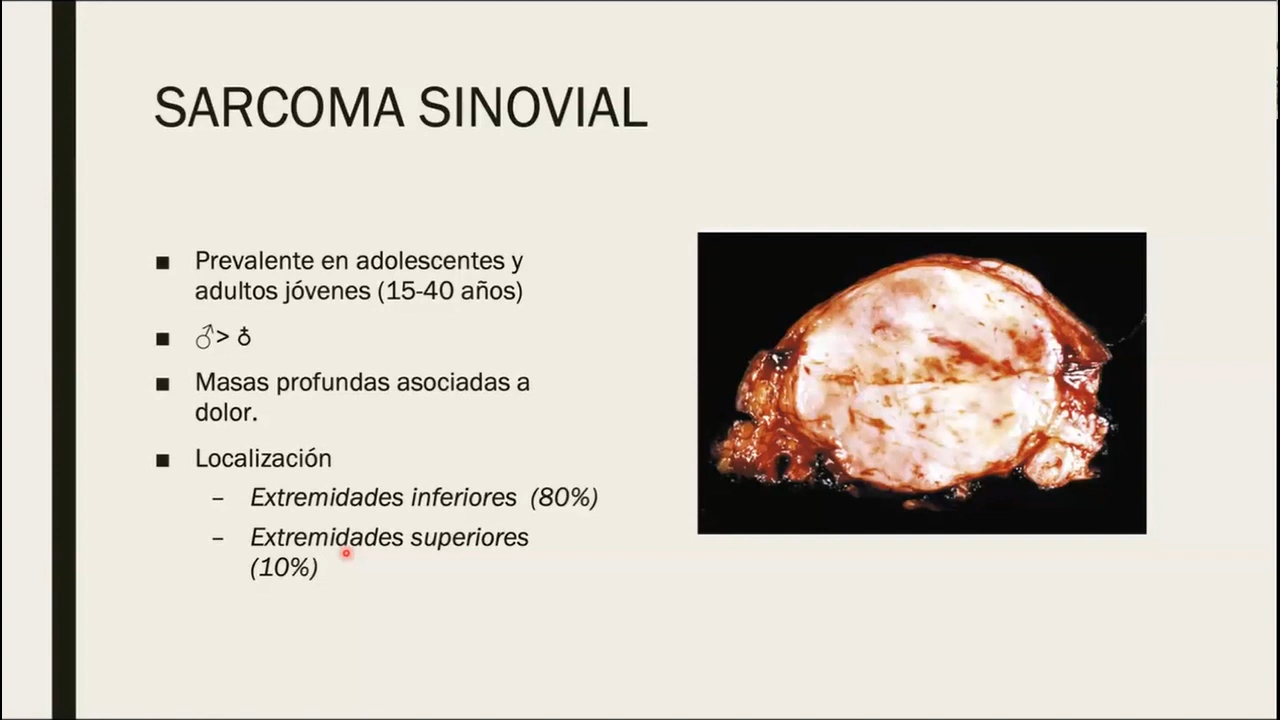 SARCOMA SINOVIAL
■ Prevalente en adolescentes y
adultos jóvenes (15-40 años)
■ ♂> ♁
■ Masas profundas asociadas a
dolor.
■ Localización
– Extremidades inferiores (80%)
– Extremidades superiores
(10%)